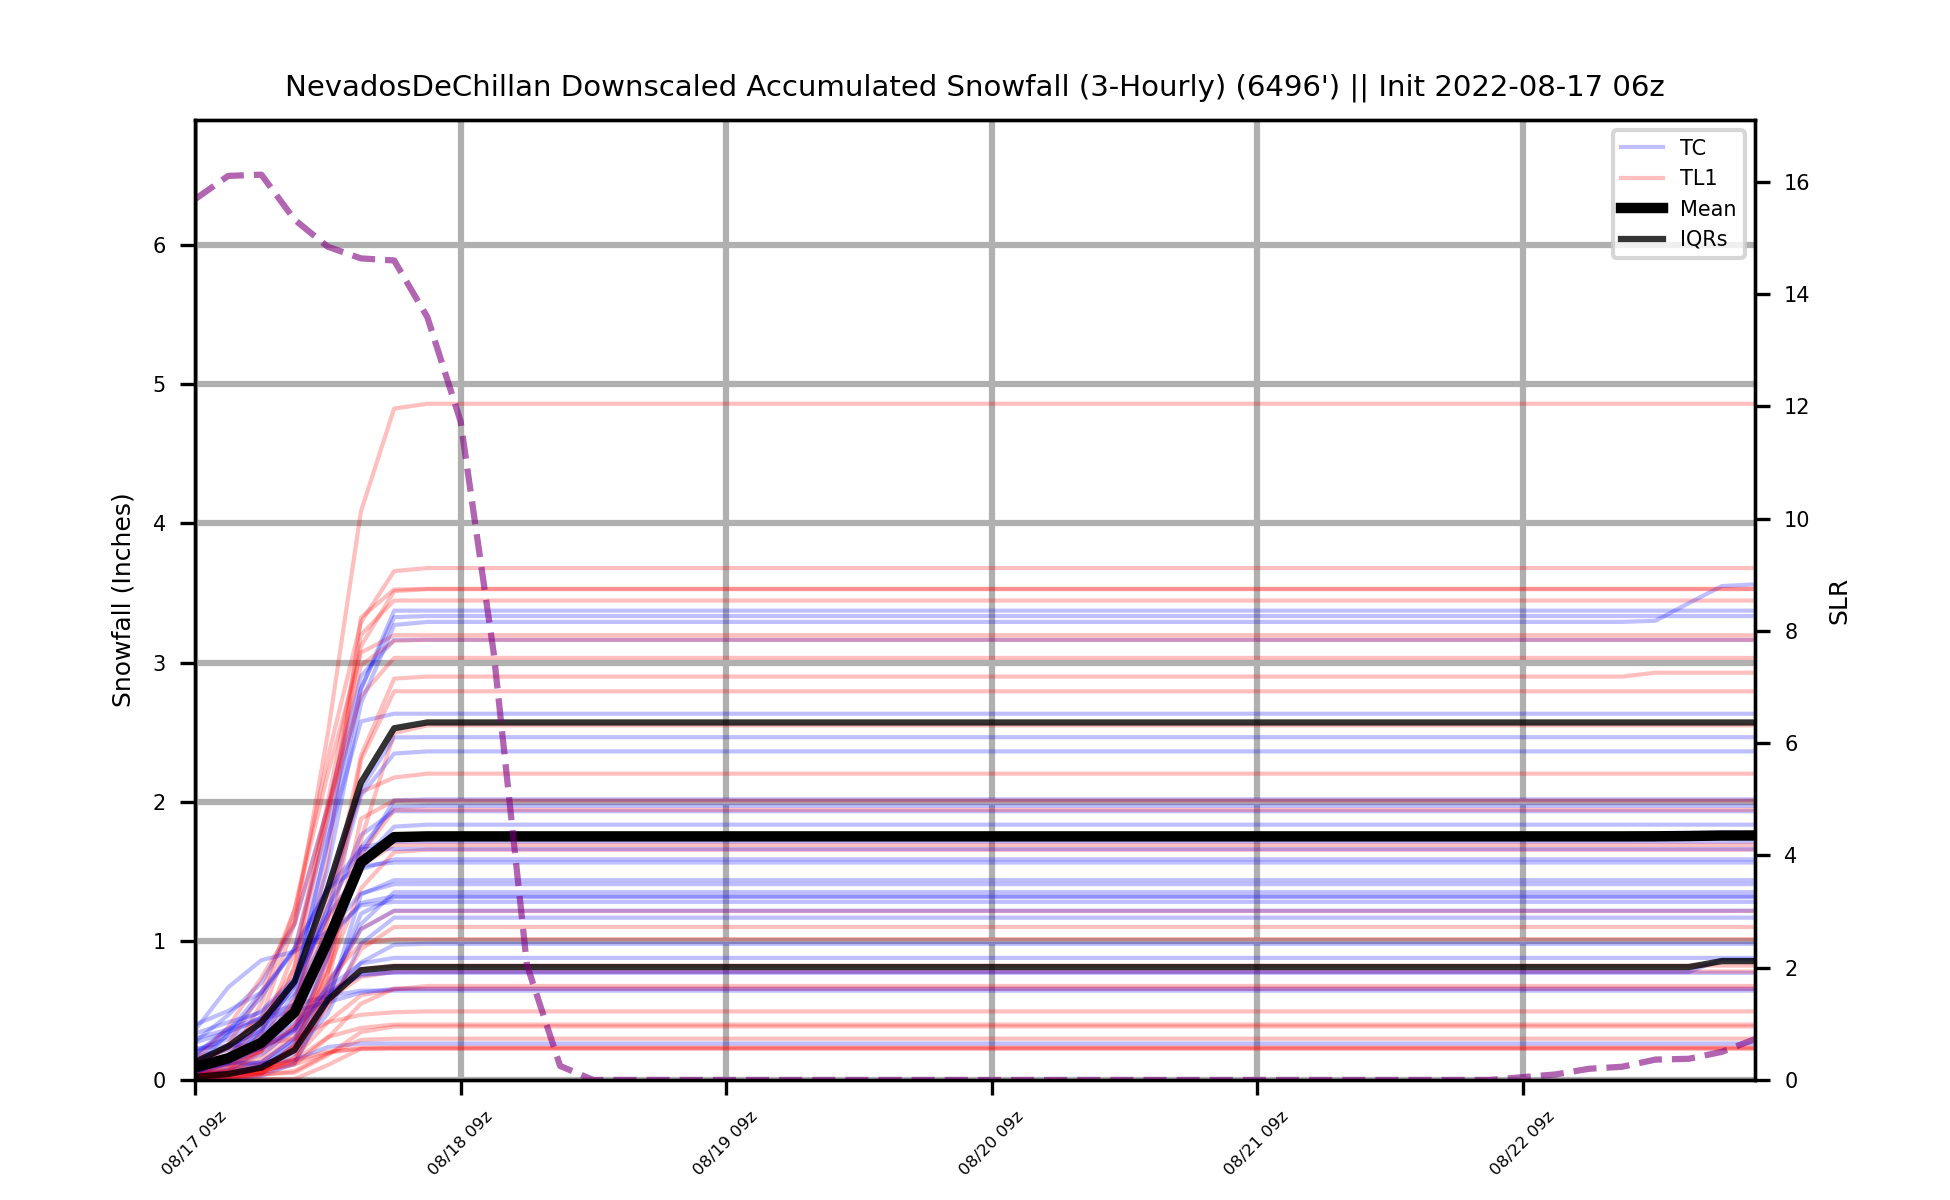 NevadosDeChillan Downscaled Accumulated Snowfall (3-Hourly) (6496') || Init 2022-08-17 06z
TC
TL1
Mean
IQRs
Snowfall (Inches)
6
5
4
3
2
1
0
SLR
16
14
12
10
8
6
4
2
0
08/17 09z
08/18 09z
08/19 09z
08/20 09z
08/21 09z
08/22 09z